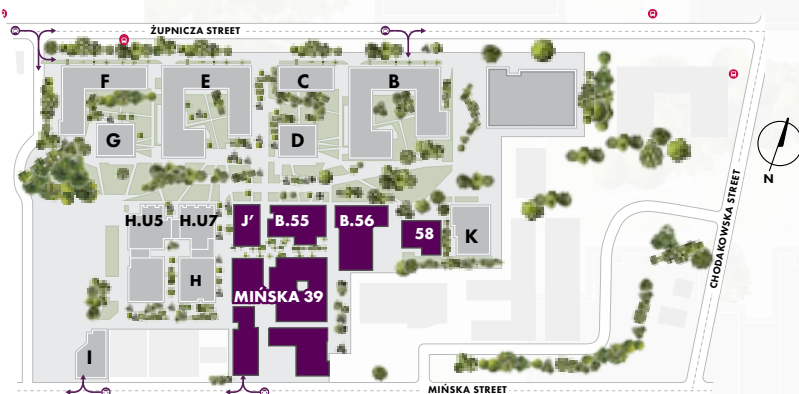 ŻUPNICZA STREET
F
E
C
B
G
D
H.U5
H.U7
J’
B.55
B.56
58
K
H
MIŃSKA 39
I
MIŃSKA STREET
CHODAKOWSKA STREET
N